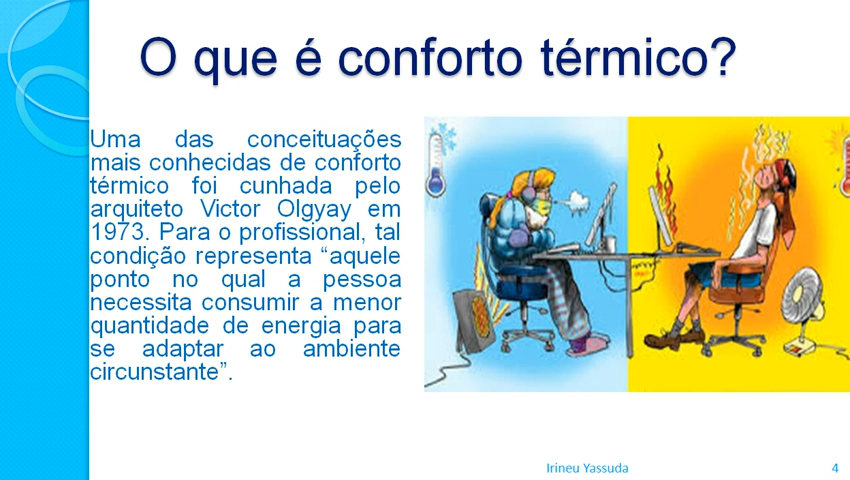 O que é conforto térmico?
Uma das conceituações
mais conhecidas de conforto
térmico foi cunhada pelo
arquiteto Victor Olgyay em
1973. Para o profissional, tal
condição representa “aquele
ponto no qual a pessoa
necessita consumir a menor
quantidade de energia para
se adaptar ao ambiente
circunstante”.
Irineu Yassuda
4